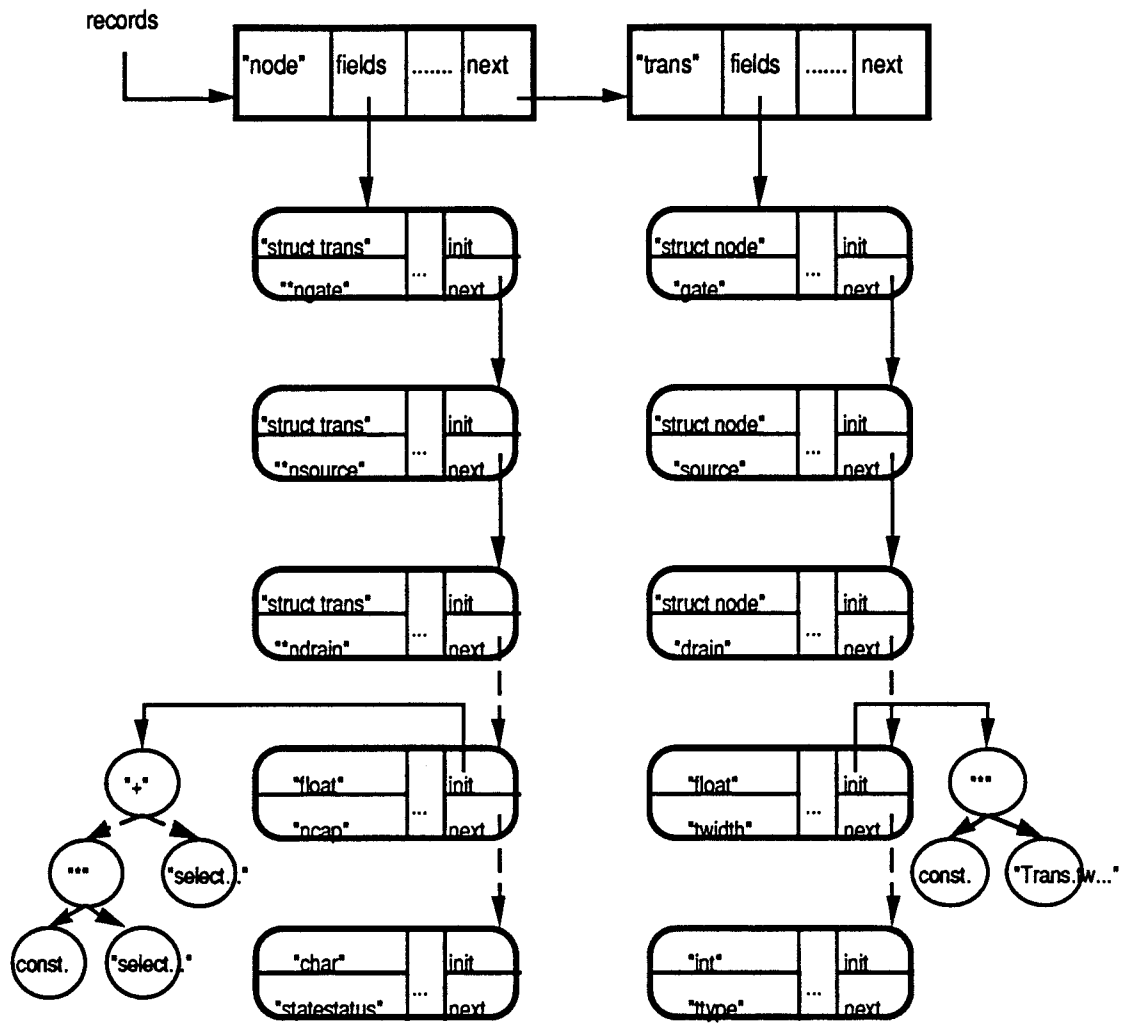 records
"node" fields ....... next
"trans" fields ....... next
"struct trans" ... init
"*ngate" next
"struct node" ... init
"gate" next
"struct trans" ... init
"*nsource" next
"struct node" ... init
"source" next
"struct trans" ... init
"*ndrain" next
"struct node" ... init
"drain" next
"+"
"float" ... init
"ncap" next
"float" ... init
"twidth" next
"*"
"*"
"select..."
const.
"Trans.tw..."
const.
"select..."
"char" ... init
"statestatus" next
"int" ... init
"ttype" next